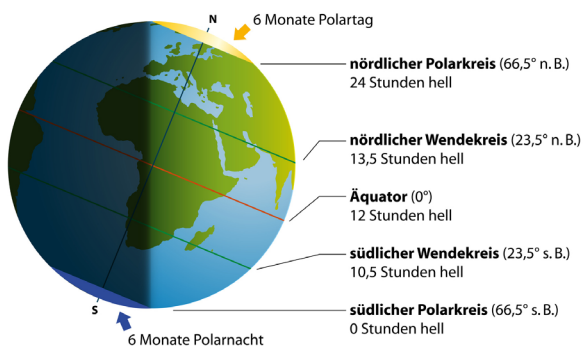 N
6 Monate Polartag
nördlicher Polarkreis (66,5° n. B.)
24 Stunden hell
nördlicher Wendekreis (23,5° n. B.)
13,5 Stunden hell
Äquator (0°)
12 Stunden hell
südlicher Wendekreis (23,5° s. B.)
10,5 Stunden hell
südlicher Polarkreis (66,5° s. B.)
0 Stunden hell
S
6 Monate Polarnacht